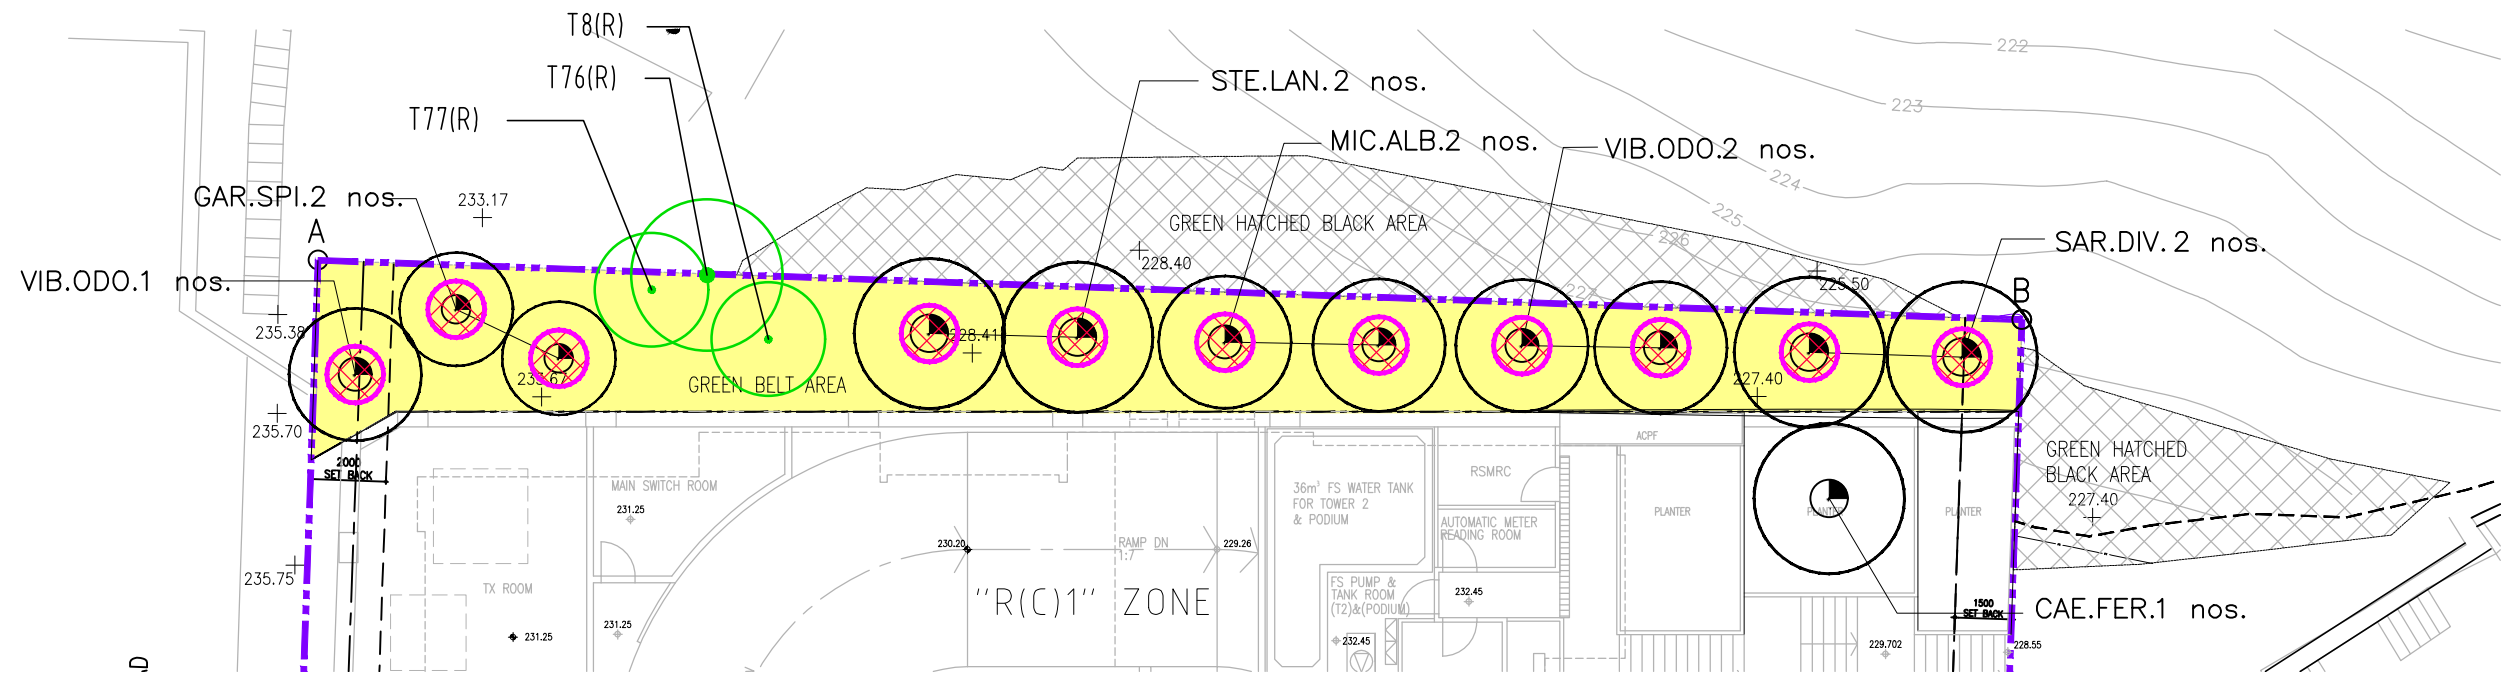 T8(R)
T76(R)
T77(R)
STE.LAN.2 nos.
MIC.ALB.2 nos.
VIB.ODO.2 nos.
222
223
224
225
226
227
GAR.SPI.2 nos.
233.17
GREEN HATCHED BLACK AREA
228.40
SAR.DIV.2 nos.
A
VIB.ODO.1 nos.
225.50
B
235.38
228.41
233.67
GREEN BELT AREA
227.40
235.70
2000
SET BACK
ACPF
GREEN HATCHED
BLACK AREA
227.40
MAIN SWITCH ROOM
231.25
36m³ FS WATER TANK
FOR TOWER 2
& PODIUM
RSMRC
AUTOMATIC METER
READING ROOM
PLANTER
PLANTER
PLANTER
230.20
RAMP DN
1:7
229.26
235.75
TX ROOM
"R(C)1" ZONE
FS PUMP &
TANK ROOM
(T2)&(PODIUM)
232.45
1500
SET BACK
CAE.FER.1 nos.
231.25
231.25
232.45
229.702
228.55